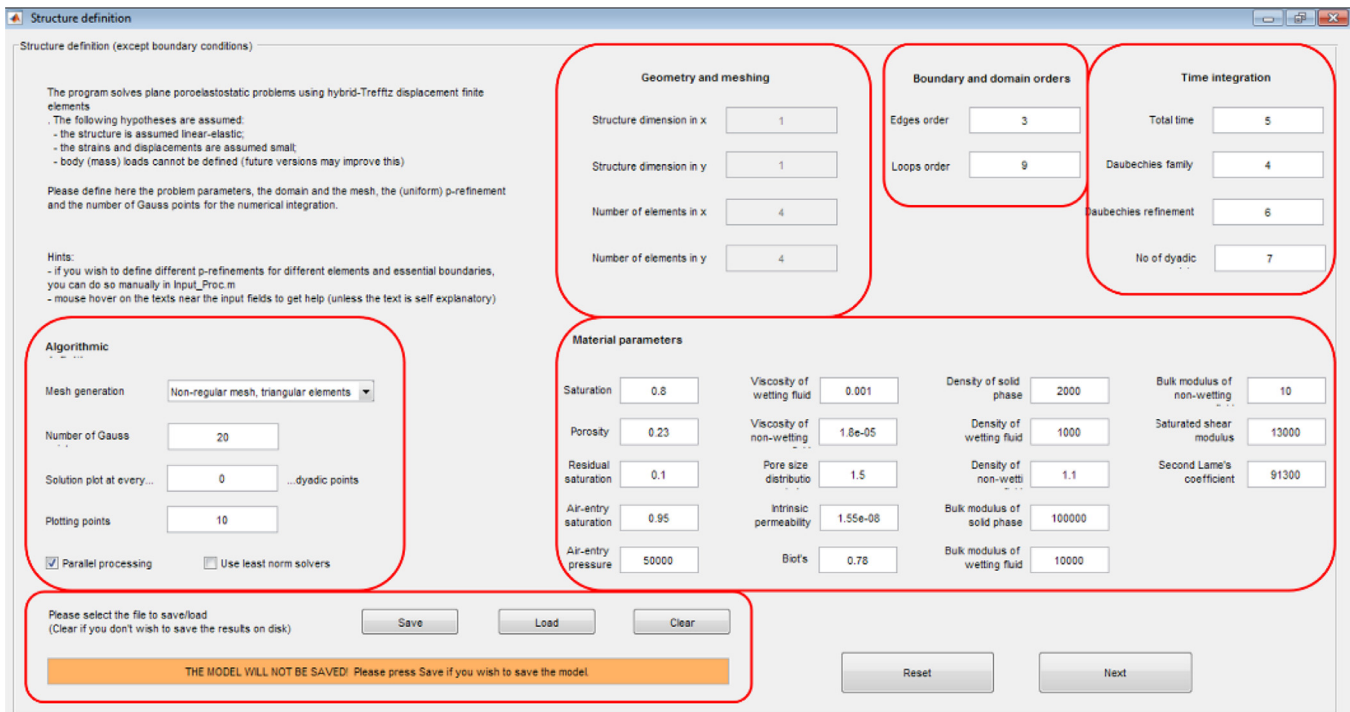 Structure definition
Structure definition (except boundary conditions)
The program solves plane poroelastostatic problems using hybrid-Trefftz displacement finite
elements
. The following hypotheses are assumed:
- the structure is assumed linear-elastic;
- the strains and displacements are assumed small;
- body (mass) loads cannot be defined (future versions may improve this)
Please define here the problem parameters, the domain and the mesh, the (uniform) p-refinement
and the number of Gauss points for the numerical integration.
Hints:
- if you wish to define different p-refinements for different elements and essential boundaries,
you can do so manually in Input_Proc.m
- mouse hover on the texts near the input fields to get help (unless the text is self explanatory)
Geometry and meshing
Structure dimension in x 1
Structure dimension in y 1
Number of elements in x 4
Number of elements in y 4
Boundary and domain orders
Edges order 3
Loops order 9
Time integration
Total time 5
Daubechies family 4
Daubechies refinement 6
No of dyadic 7
Algorithmic
Mesh generation Non-regular mesh, triangular elements
Number of Gauss 20
Solution plot at every... 0 ...dyadic points
Plotting points 10
Parallel processing Use least norm solvers
Material parameters
Saturation 0.8
Porosity 0.23
Residual
saturation 0.1
Air-entry
saturation 0.95
Air-entry
pressure 50000
Viscosity of
wetting fluid 0.001
Viscosity of
non-wetting 1.8e-05
Pore size
distributio 1.5
Intrinsic
permeability 1.55e-08
Biot's 0.78
Density of solid
phase 2000
Density of
wetting fluid 1000
Density of
non-wetti 1.1
Bulk modulus of
solid phase 100000
Bulk modulus of
wetting fluid 10000
Bulk modulus of
non-wetting 10
Saturated shear
modulus 13000
Second Lame's
coefficient 91300
Please select the file to save/load
(Clear if you don't wish to save the results on disk)
Save Load Clear
THE MODEL WILL NOT BE SAVED! Please press Save if you wish to save the model.
Reset Next